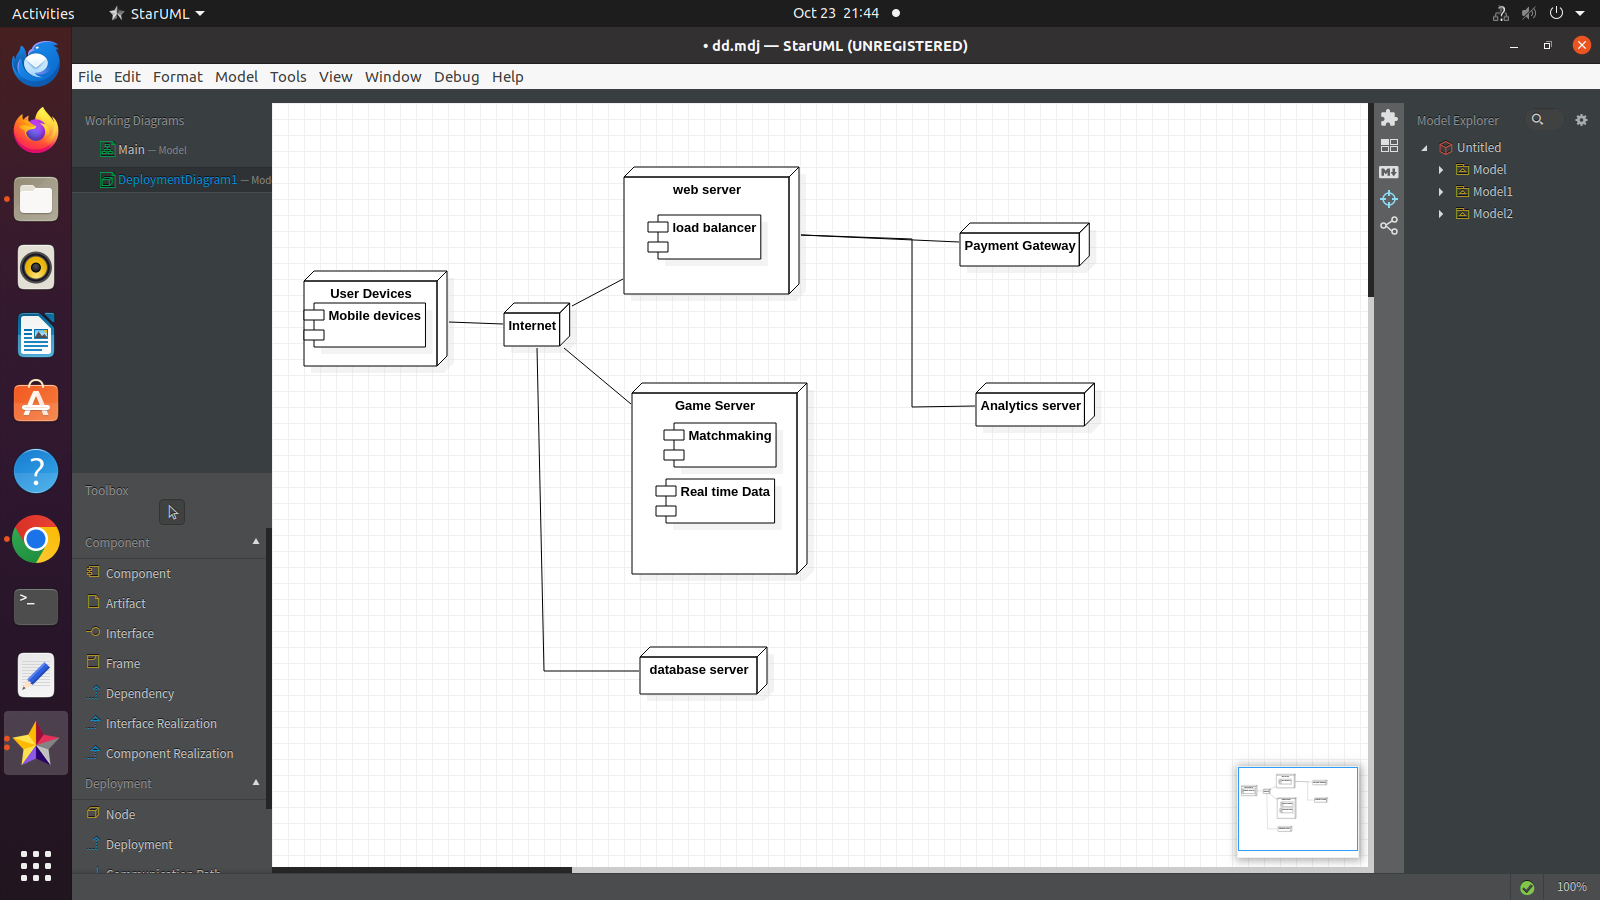 Activities
StarUML
Oct 23 21:44
• dd.mdj — StarUML (UNREGISTERED)
File Edit Format Model Tools View Window Debug Help
Working Diagrams
Main — Model
DeploymentDiagram1 — Mod
Toolbox
Component
Component
Artifact
Interface
Frame
Dependency
Interface Realization
Component Realization
Deployment
Node
Deployment
Communication Path
User Devices
Mobile devices
Internet
web server
load balancer
Payment Gateway
Game Server
Matchmaking
Real time Data
Analytics server
database server
Model Explorer
Untitled
Model
Model1
Model2
100%